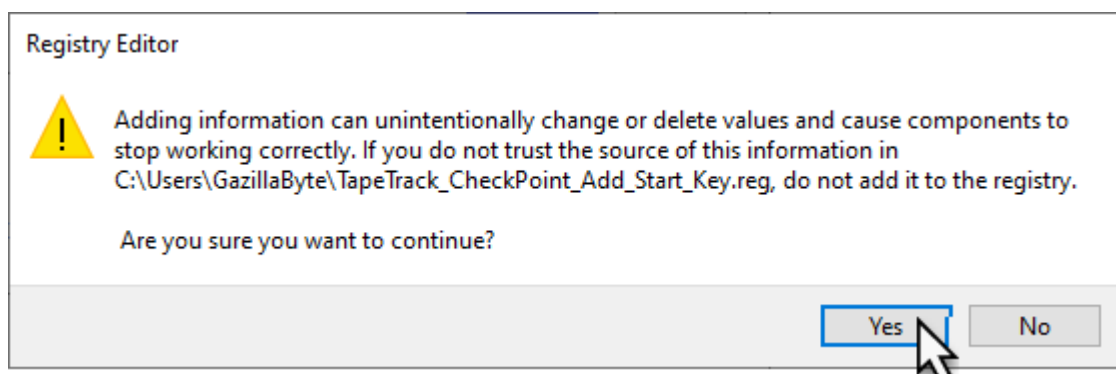 Registry Editor
Adding information can unintentionally change or delete values and cause components to
stop working correctly. If you do not trust the source of this information in
C:\Users\GazillaByte\TapeTrack_CheckPoint_Add_Start_Key.reg, do not add it to the registry.
Are you sure you want to continue?
Yes
No